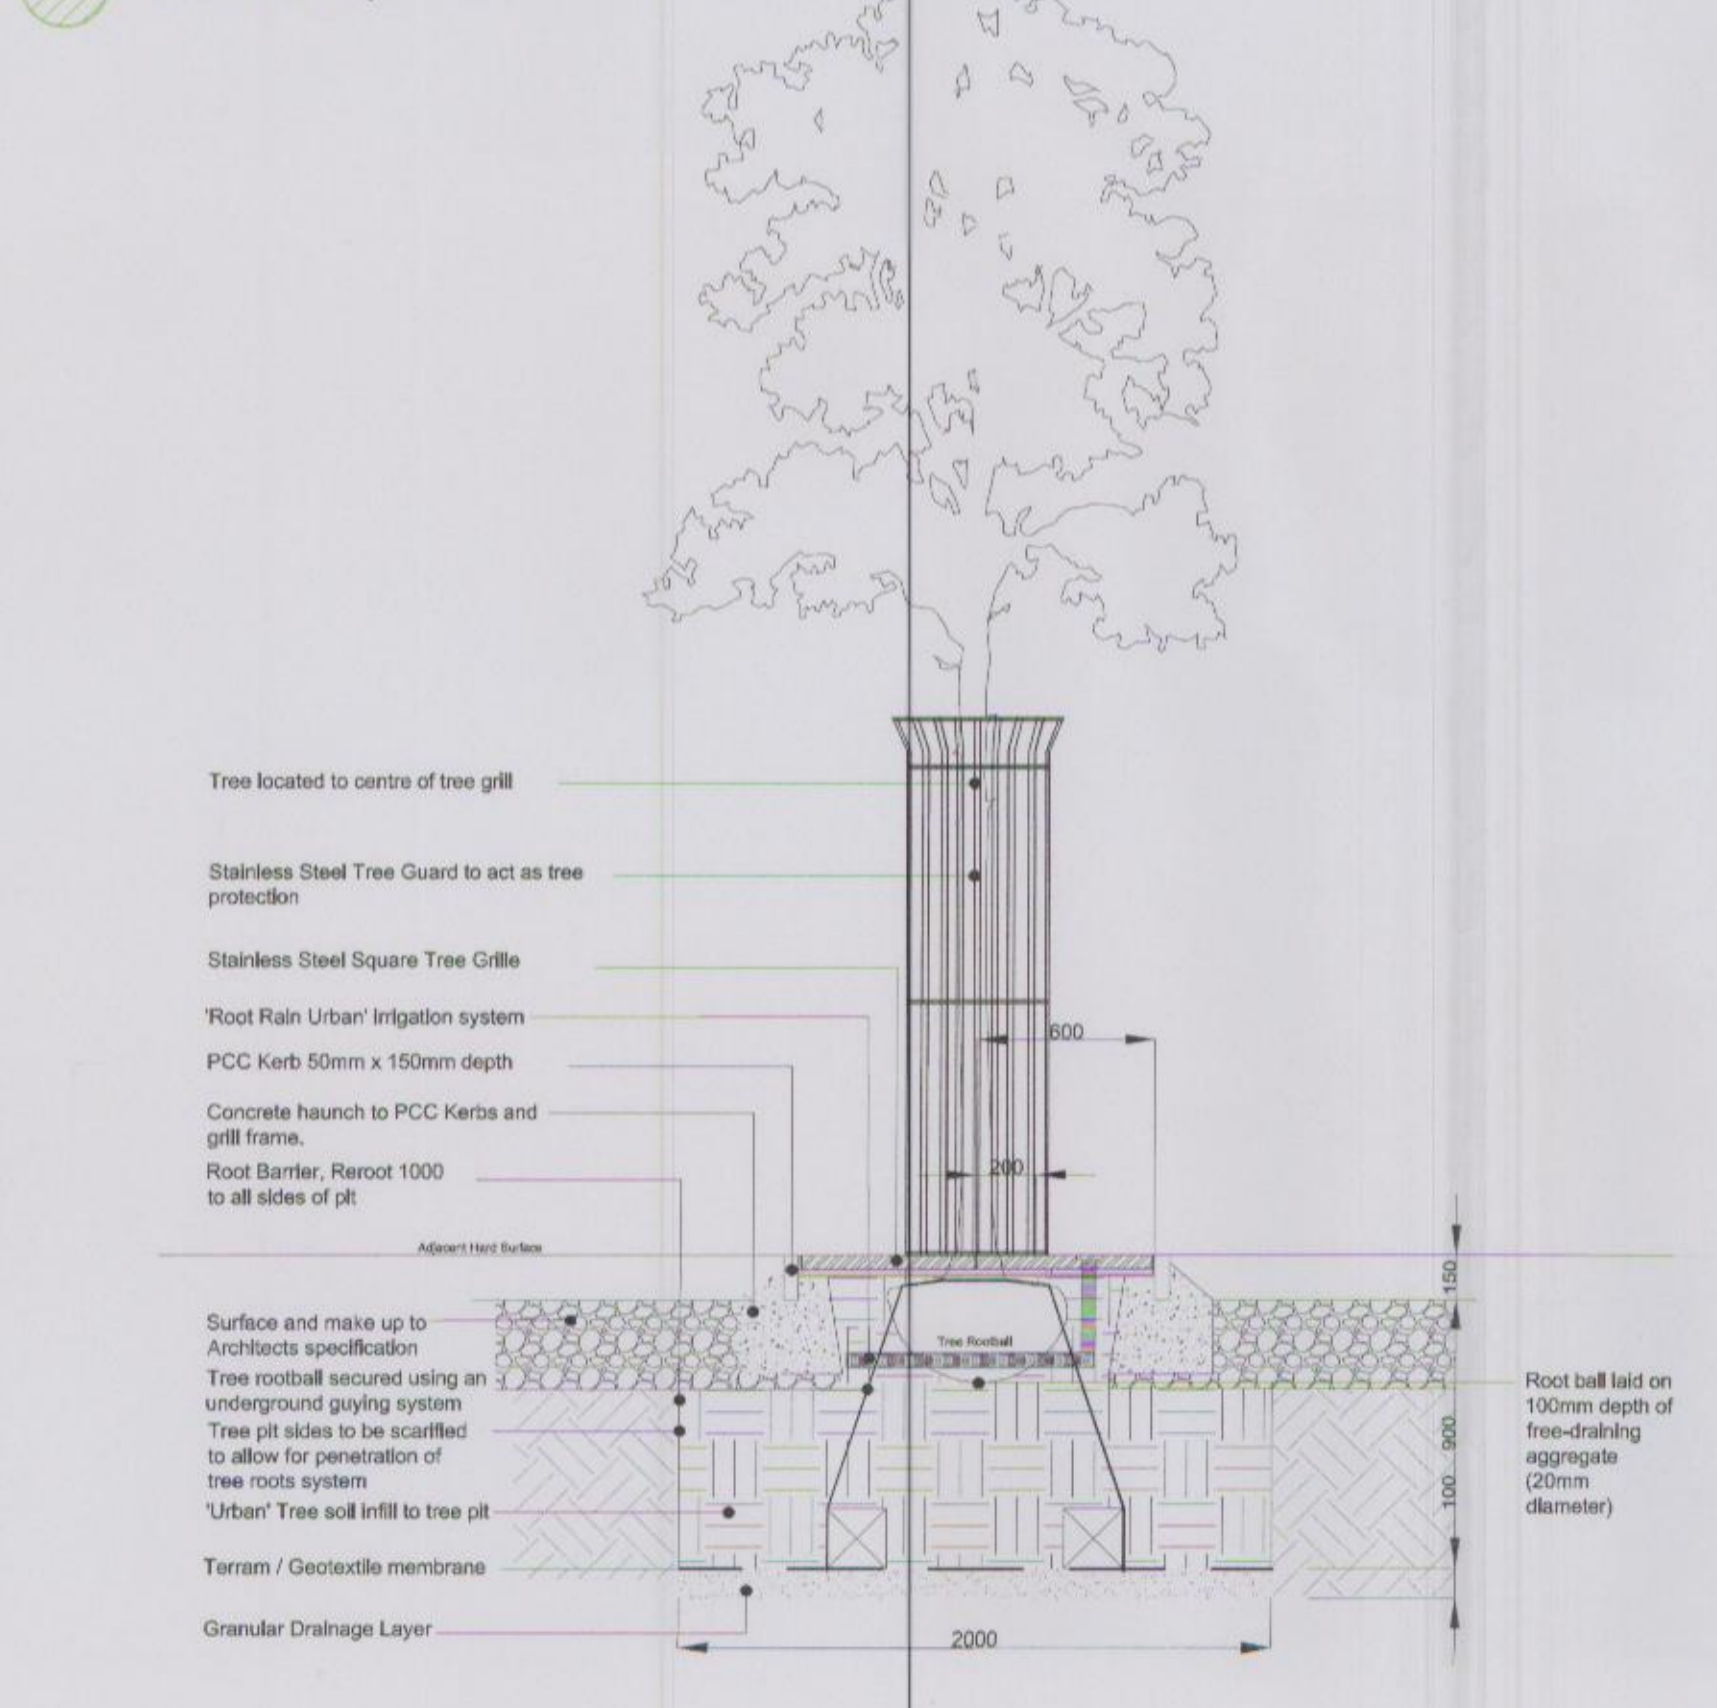 Tree located to centre of tree grill
Stainless Steel Tree Guard to act as tree
protection
Stainless Steel Square Tree Grille
'Root Rain Urban' irrigation system
600
PCC Kerb 50mm x 150mm depth
Concrete haunch to PCC Kerbs and
grill frame.
Root Barrier, Reroot 1000
to all sides of pit
200
Adjacent Hard Surface
150
Surface and make up to
Architects specification
Tree Rootball
Tree rootball secured using an
underground guying system
Tree pit sides to be scarified
to allow for penetration of
tree roots system
'Urban' Tree soil infill to tree pit
Terram / Geotextile membrane
Granular Drainage Layer
Root ball laid on
100mm depth of
free-draining
aggregate
(20mm
diameter)
900
100
2000